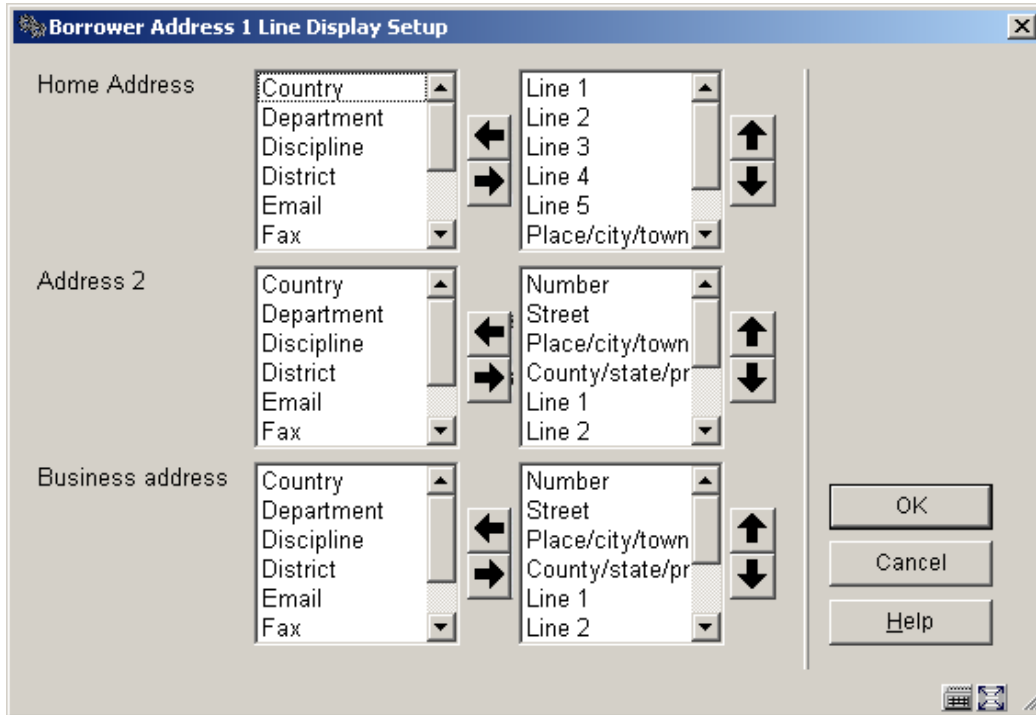 Borrower Address 1 Line Display Setup
Home Address
Country
Department
Discipline
District
Email
Fax
Line 1
Line 2
Line 3
Line 4
Line 5
Place/city/town
Address 2
Country
Department
Discipline
District
Email
Fax
Number
Street
Place/city/town
County/state/pr
Line 1
Line 2
Business address
Country
Department
Discipline
District
Email
Fax
Number
Street
Place/city/town
County/state/pr
Line 1
Line 2
OK
Cancel
Help